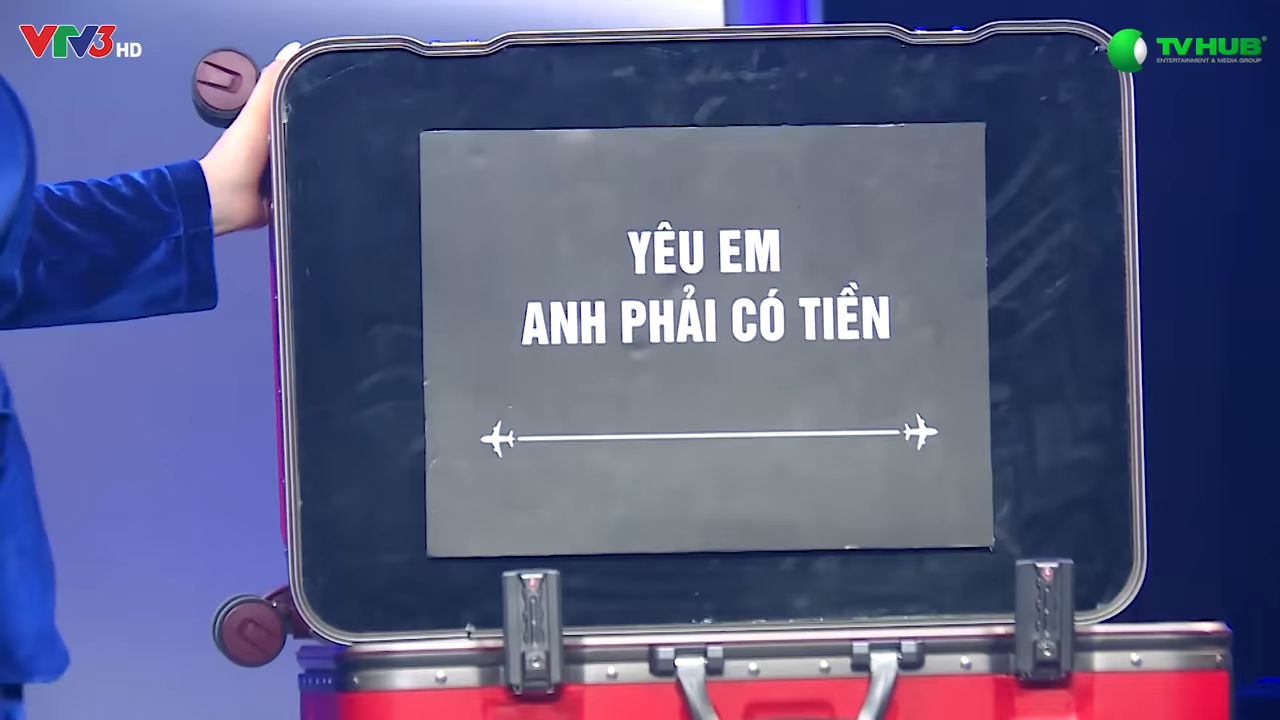 VTV3 HD
TV HUB®
ENTERTAINMENT & MEDIA GROUP
YÊU EM
ANH PHẢI CÓ TIỀN